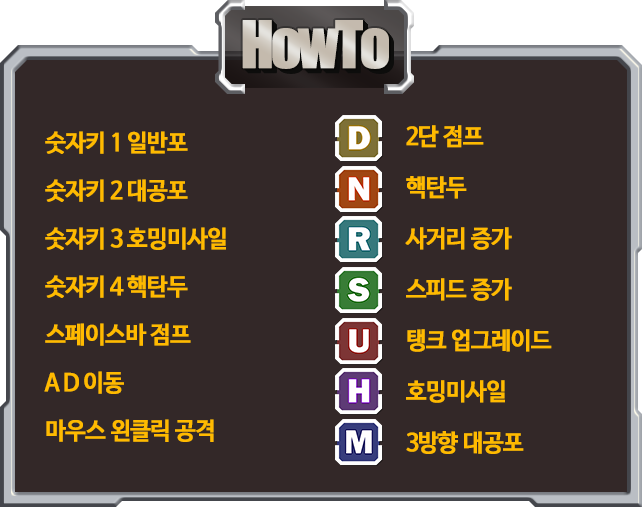 HowTo
숫자키 1 일반포
숫자키 2 대공포
숫자키 3 호밍미사일
숫자키 4 핵탄두
스페이스바 점프
A D 이동
마우스 왼클릭 공격
D 2단 점프
N 핵탄두
R 사거리 증가
S 스피드 증가
U 탱크 업그레이드
H 호밍미사일
M 3방향 대공포